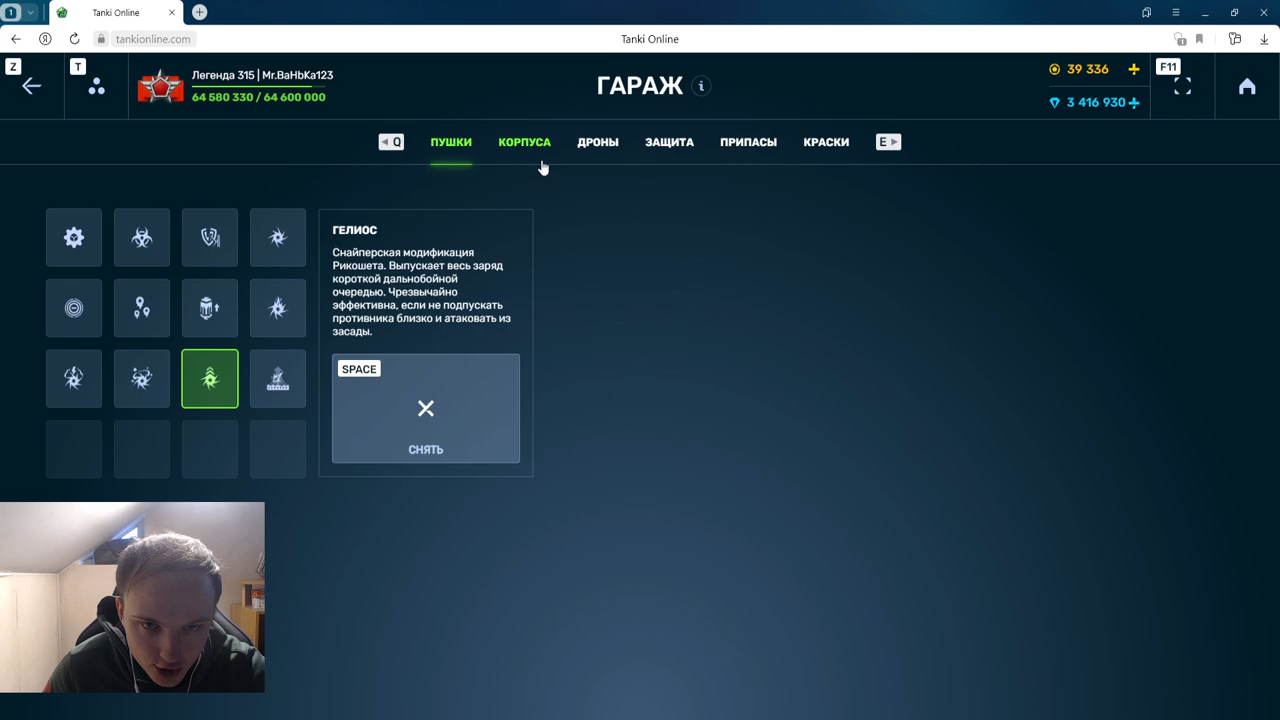 1
Tanki Online
tankionline.com
Tanki Online
Z
T
Легенда 315 | Mr.BaHbKa123
64 580 330 / 64 600 000
ГАРАЖ
i
39 336
3 416 930
F11
Q
ПУШКИ
КОРПУСА
ДРОНЫ
ЗАЩИТА
ПРИПАСЫ
КРАСКИ
E
ГЕЛИОС
Снайперская модификация
Рикошета. Выпускает весь заряд
короткой дальнобойной
очередью. Чрезвычайно
эффективна, если не подпускать
противника близко и атаковать из
засады.
SPACE
СНЯТЬ